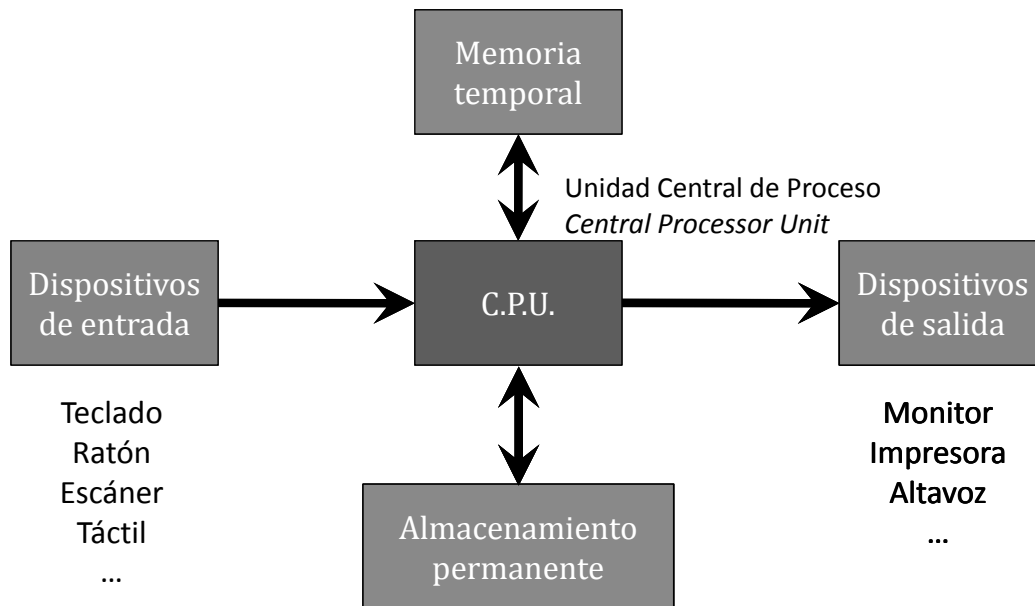 Memoria
temporal
Unidad Central de Proceso
Central Processor Unit
Dispositivos
de entrada
C.P.U.
Dispositivos
de salida
Teclado
Ratón
Escáner
Táctil
...
Monitor
Impresora
Altavoz
...
Almacenamiento
permanente